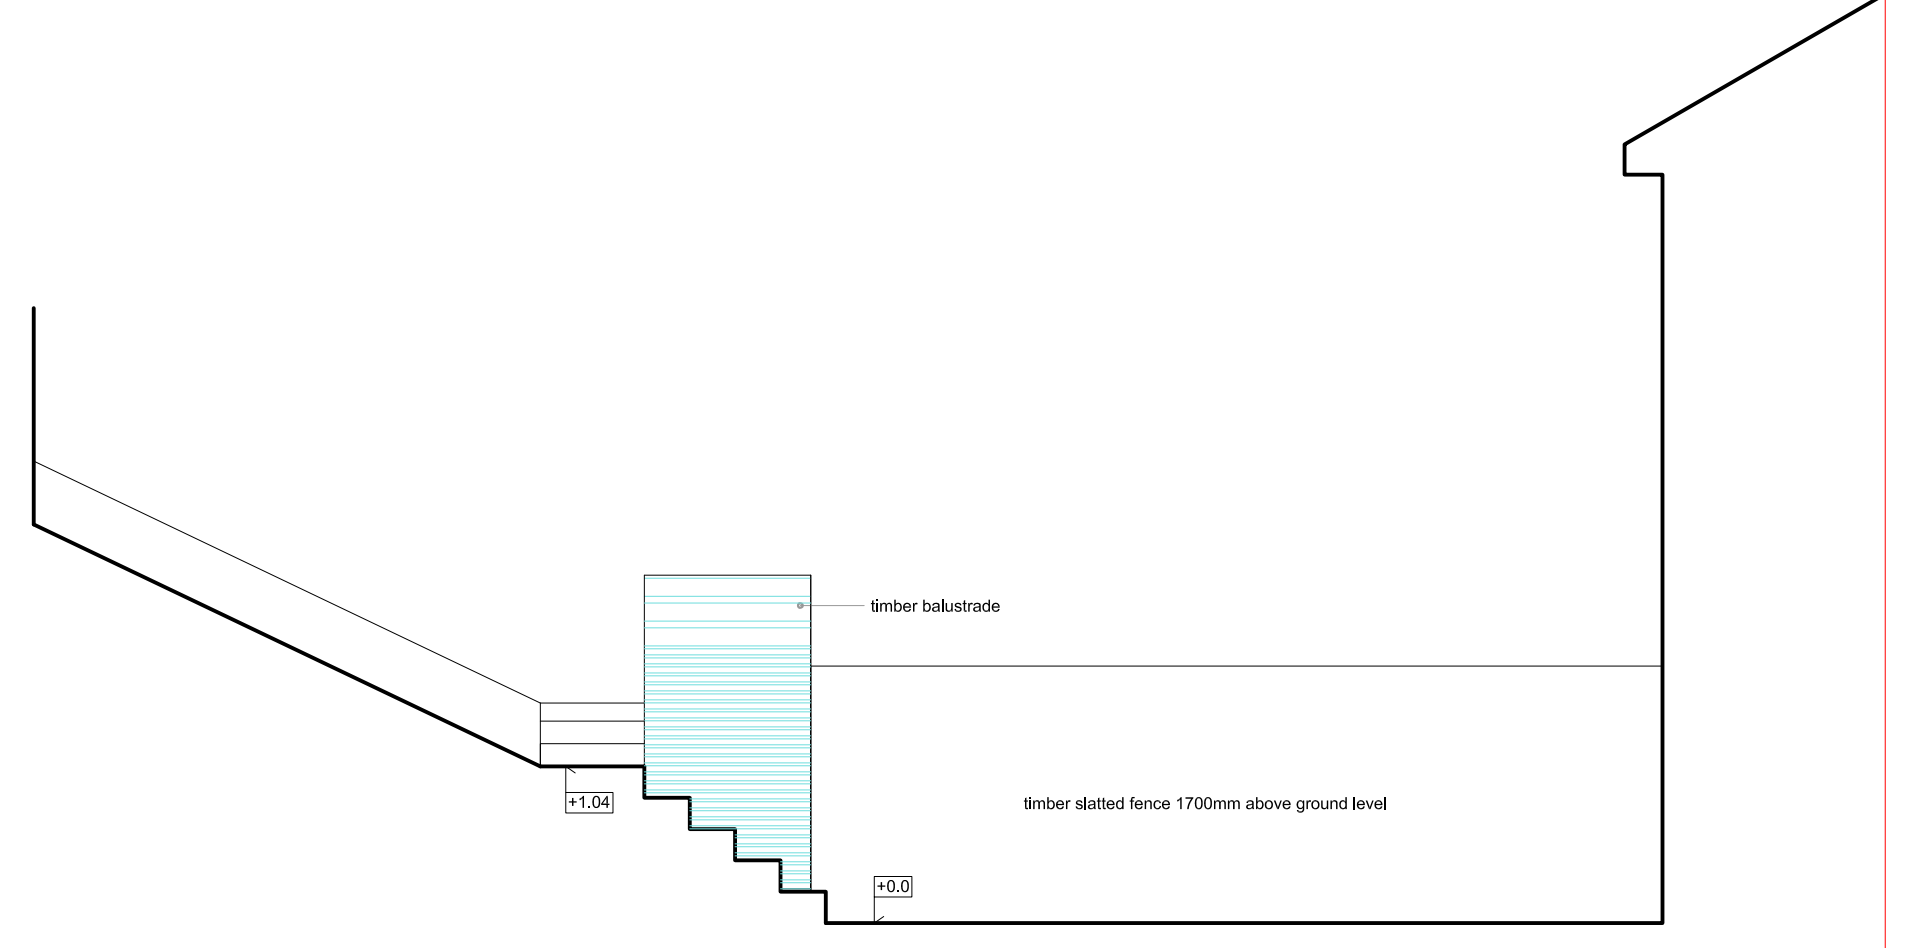 timber balustrade
+1.04
timber slatted fence 1700mm above ground level
+0.0